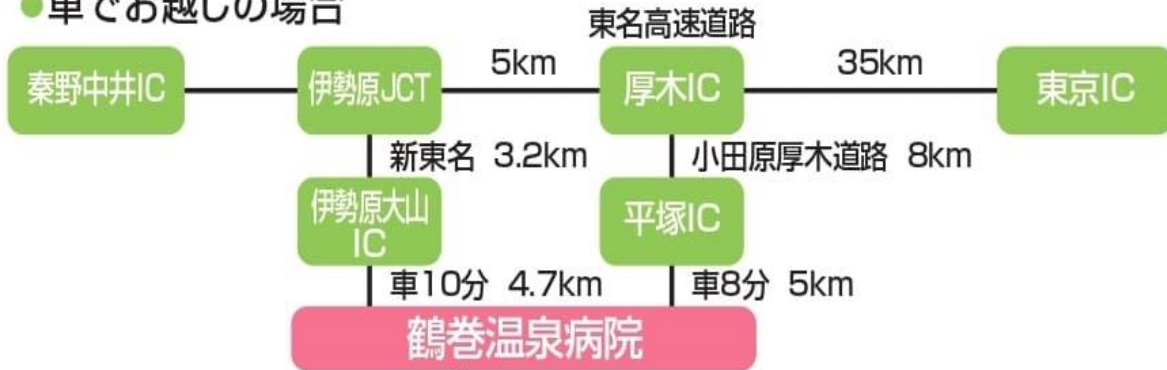 ●車でお越しの場合
東名高速道路
秦野中井IC 伊勢原JCT 5km 厚木IC 35km 東京IC
新東名 3.2km 小田原厚木道路 8km
伊勢原大山
IC
平塚IC
車10分 4.7km 車8分 5km
鶴巻温泉病院